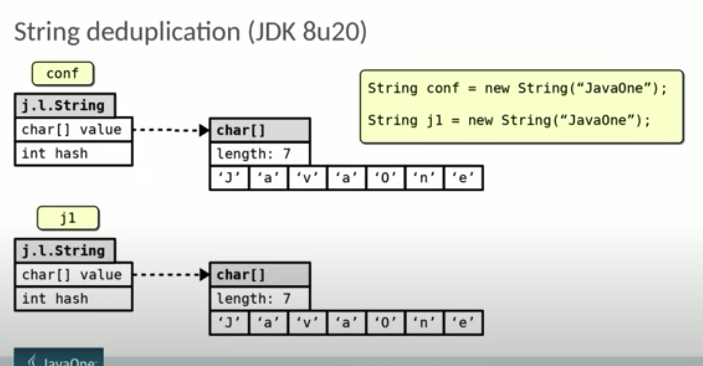 String deduplication (JDK 8u20)
conf
String conf = new String(“JavaOne”);
String j1 = new String(“JavaOne”);
j.l.String
char[] value
int hash
char[]
length: 7
‘J’ ‘a’ ‘v’ ‘a’ ‘O’ ‘n’ ‘e’
j1
j.l.String
char[] value
int hash
char[]
length: 7
‘J’ ‘a’ ‘v’ ‘a’ ‘O’ ‘n’ ‘e’
JavaOne